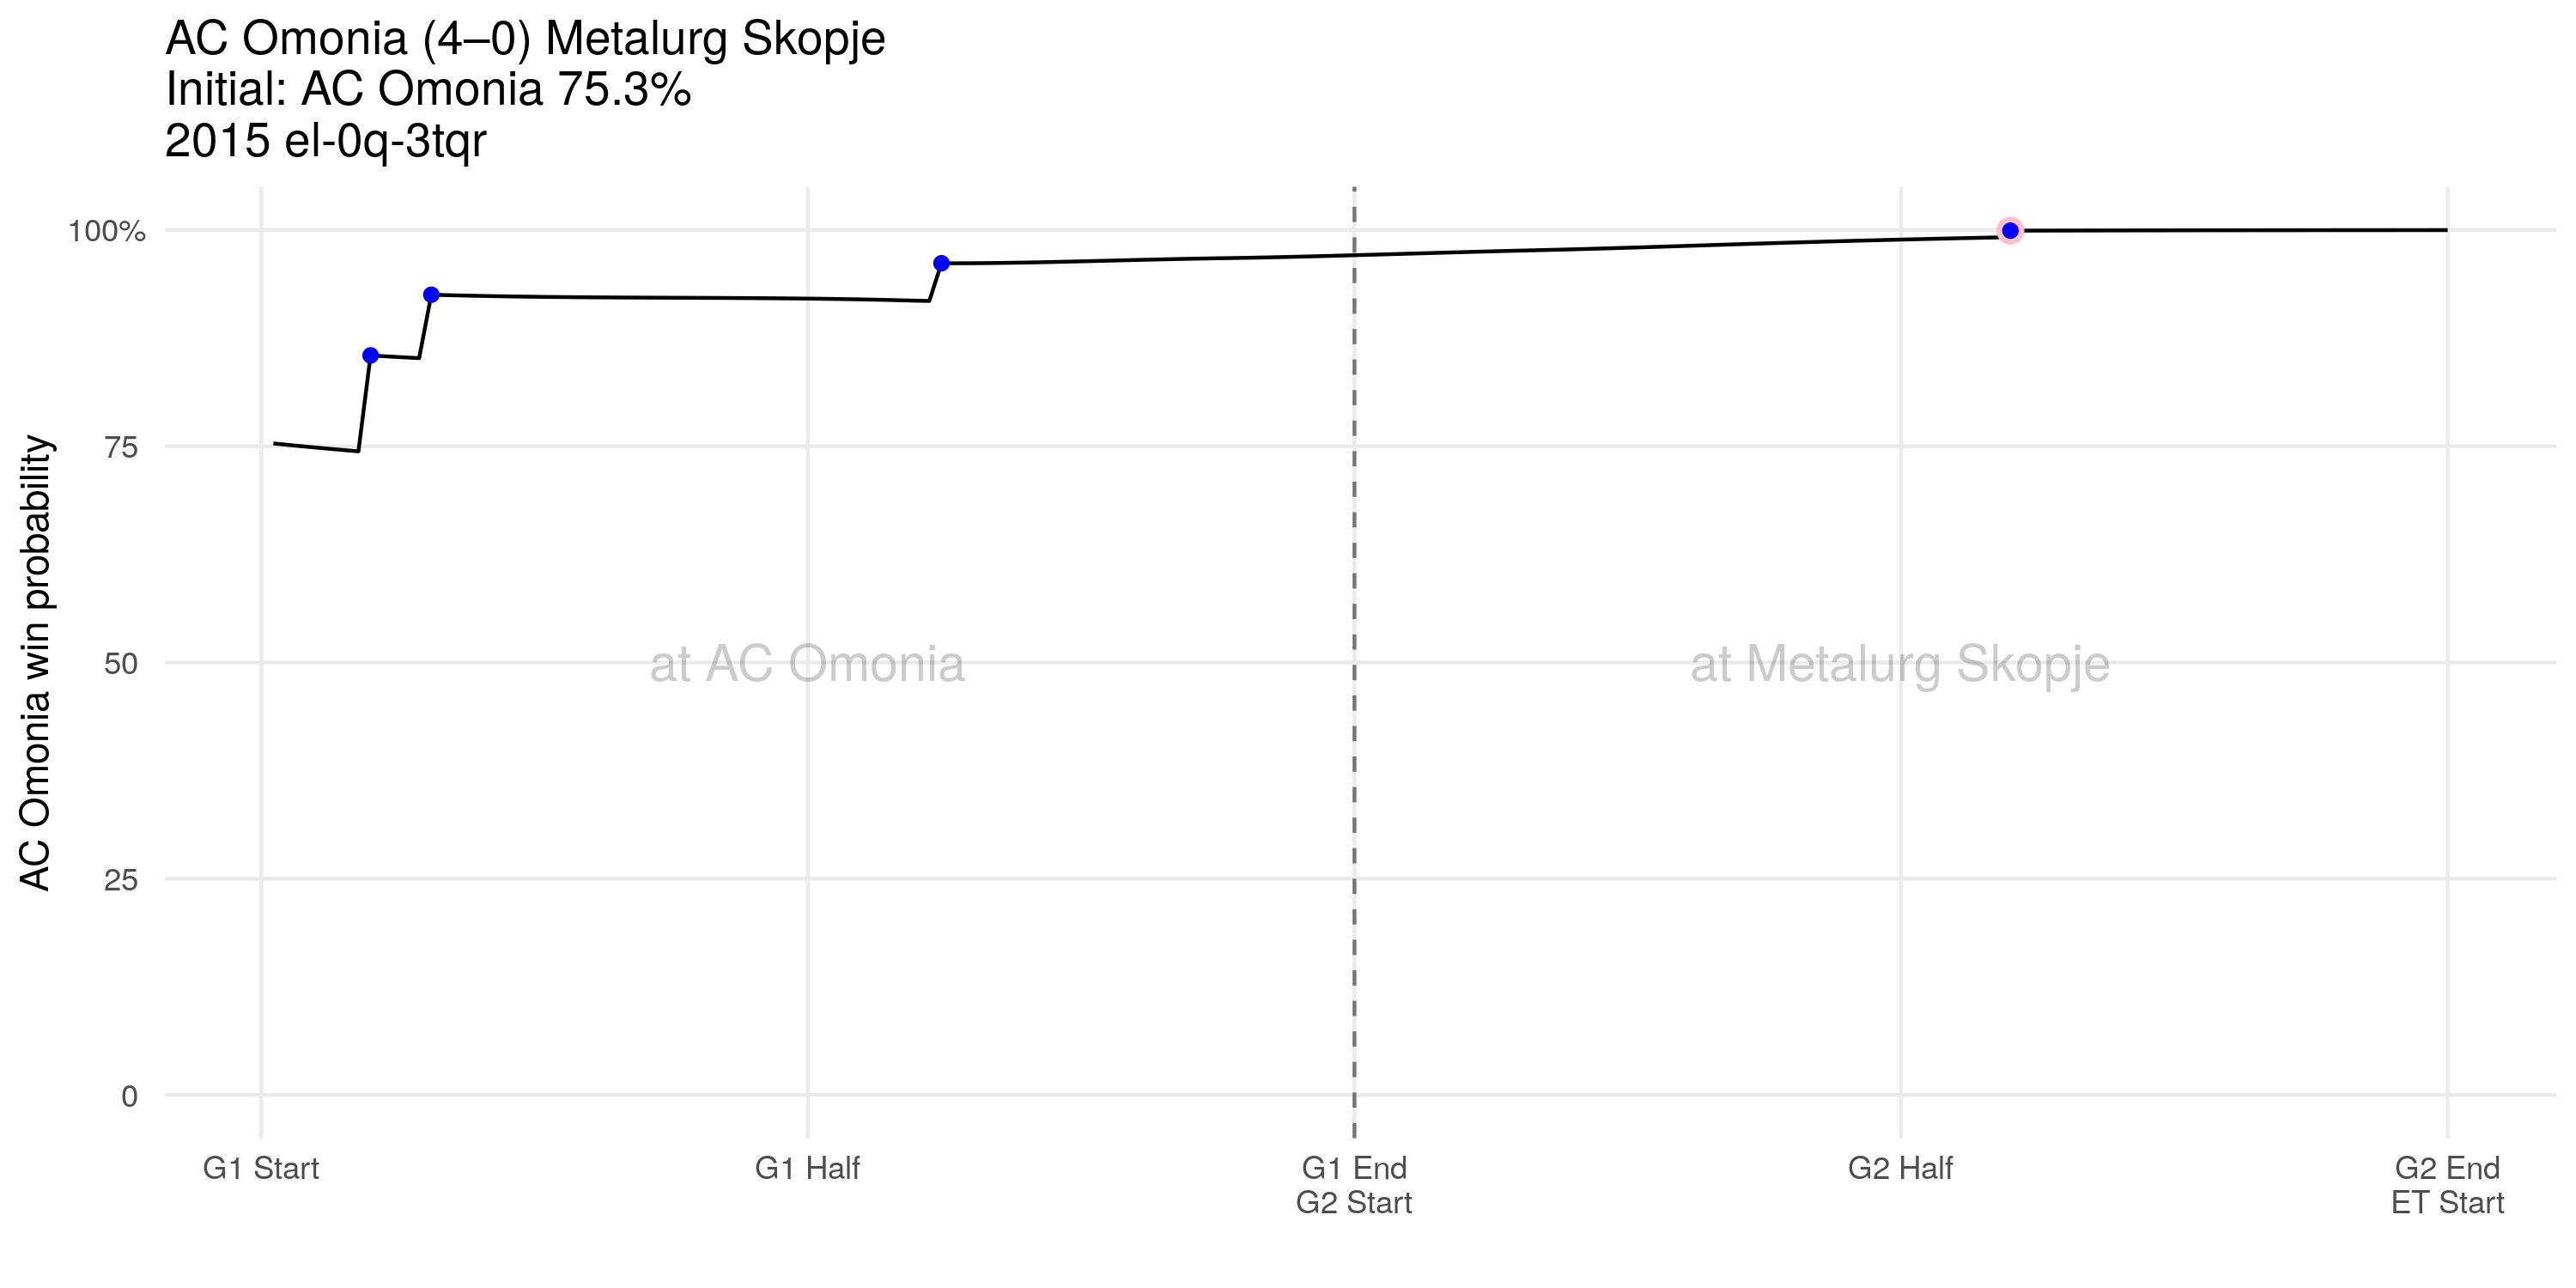 AC Omonia (4–0) Metalurg Skopje
Initial: AC Omonia 75.3%
2015 el-0q-3tqr
AC Omonia win probability
100%
75
50
25
0
at AC Omonia
at Metalurg Skopje
G1 Start
G1 Half
G1 End
G2 Start
G2 Half
G2 End
ET Start